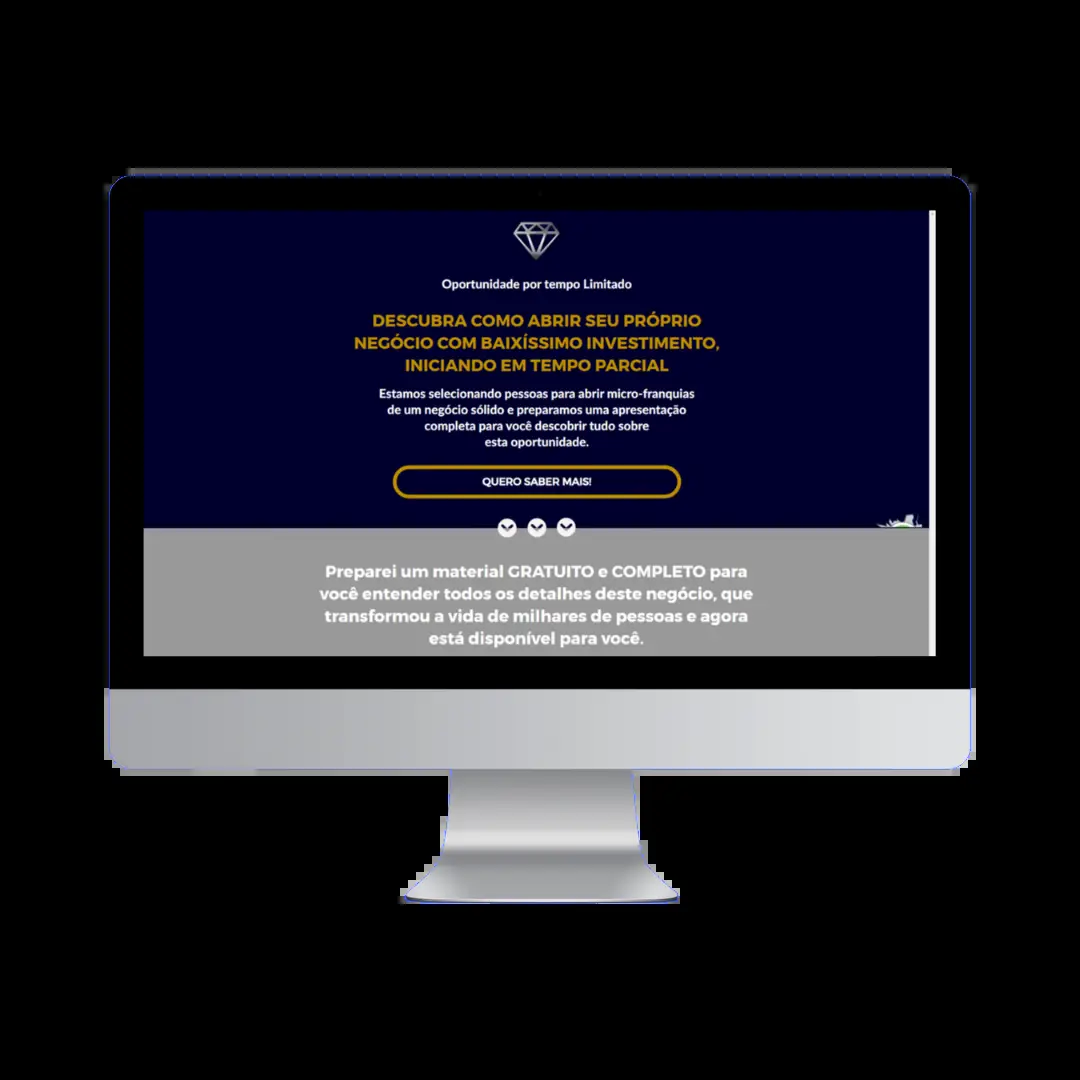 Oportunidade por tempo Limitado
DESCUBRA COMO ABRIR SEU PRÓPRIO
NEGÓCIO COM BAIXÍSSIMO INVESTIMENTO,
INICIANDO EM TEMPO PARCIAL
Estamos selecionando pessoas para abrir micro-franquias
de um negócio sólido e preparamos uma apresentação
completa para você descobrir tudo sobre
esta oportunidade.
QUERO SABER MAIS!
Preparei um material GRATUITO e COMPLETO para
você entender todos os detalhes deste negócio, que
transformou a vida de milhares de pessoas e agora
está disponível para você.